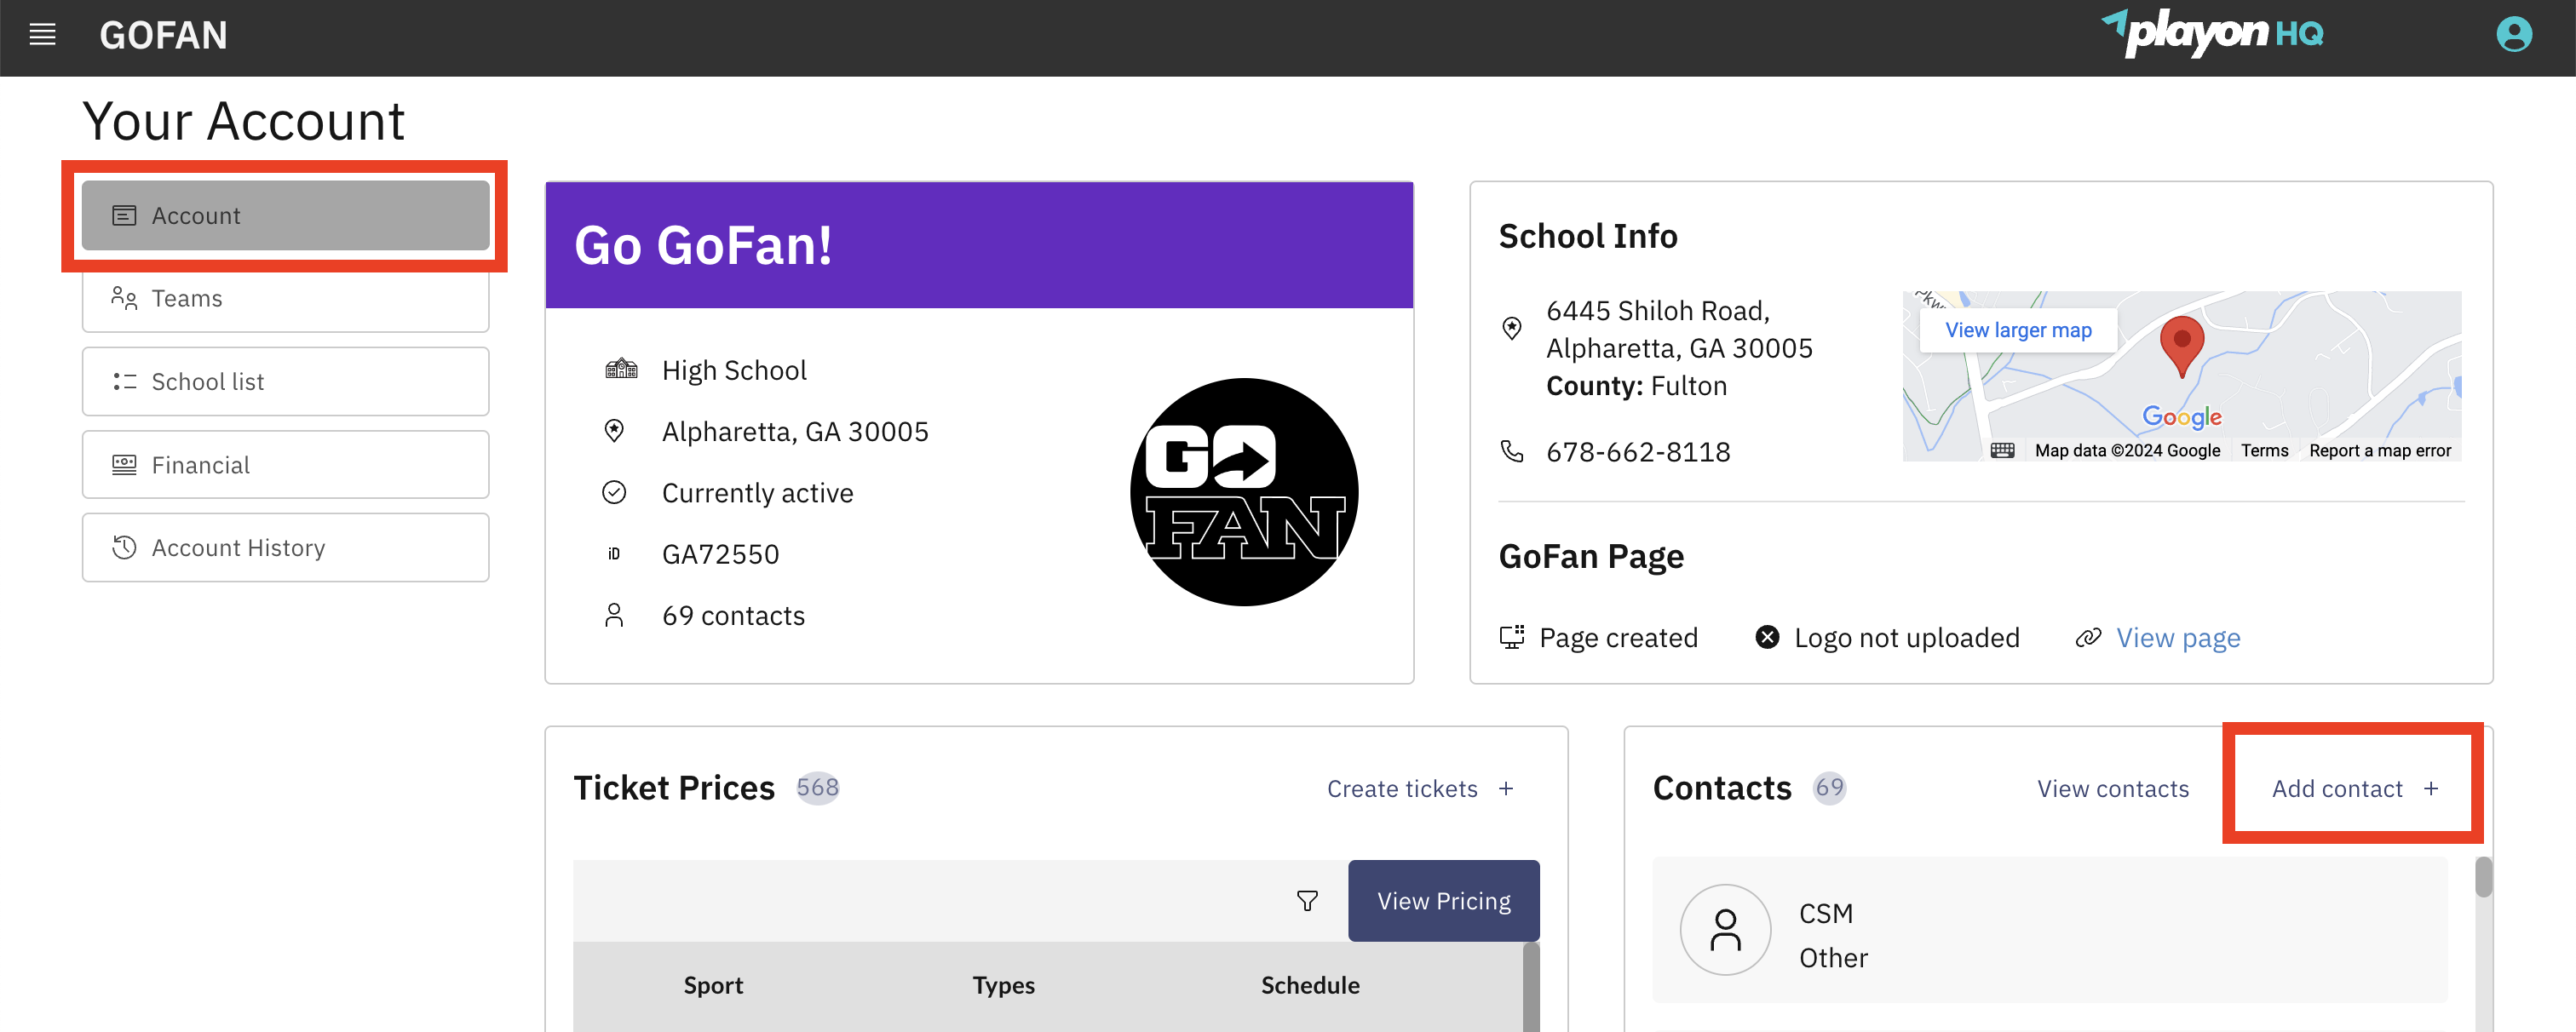 GOFAN
playon HQ
Your Account
Account
Teams
School list
Financial
Account History
Go GoFan!
High School
Alpharetta, GA 30005
Currently active
iD GA72550
69 contacts
GO
FAN
School Info
6445 Shiloh Road,
Alpharetta, GA 30005
County: Fulton
678-662-8118
Pkwy
View larger map
Google
Map data ©2024 Google Terms Report a map error
GoFan Page
Page created Logo not uploaded View page
Ticket Prices 568 Create tickets +
View Pricing
Sport Types Schedule
Contacts 69 View contacts Add contact +
CSM
Other